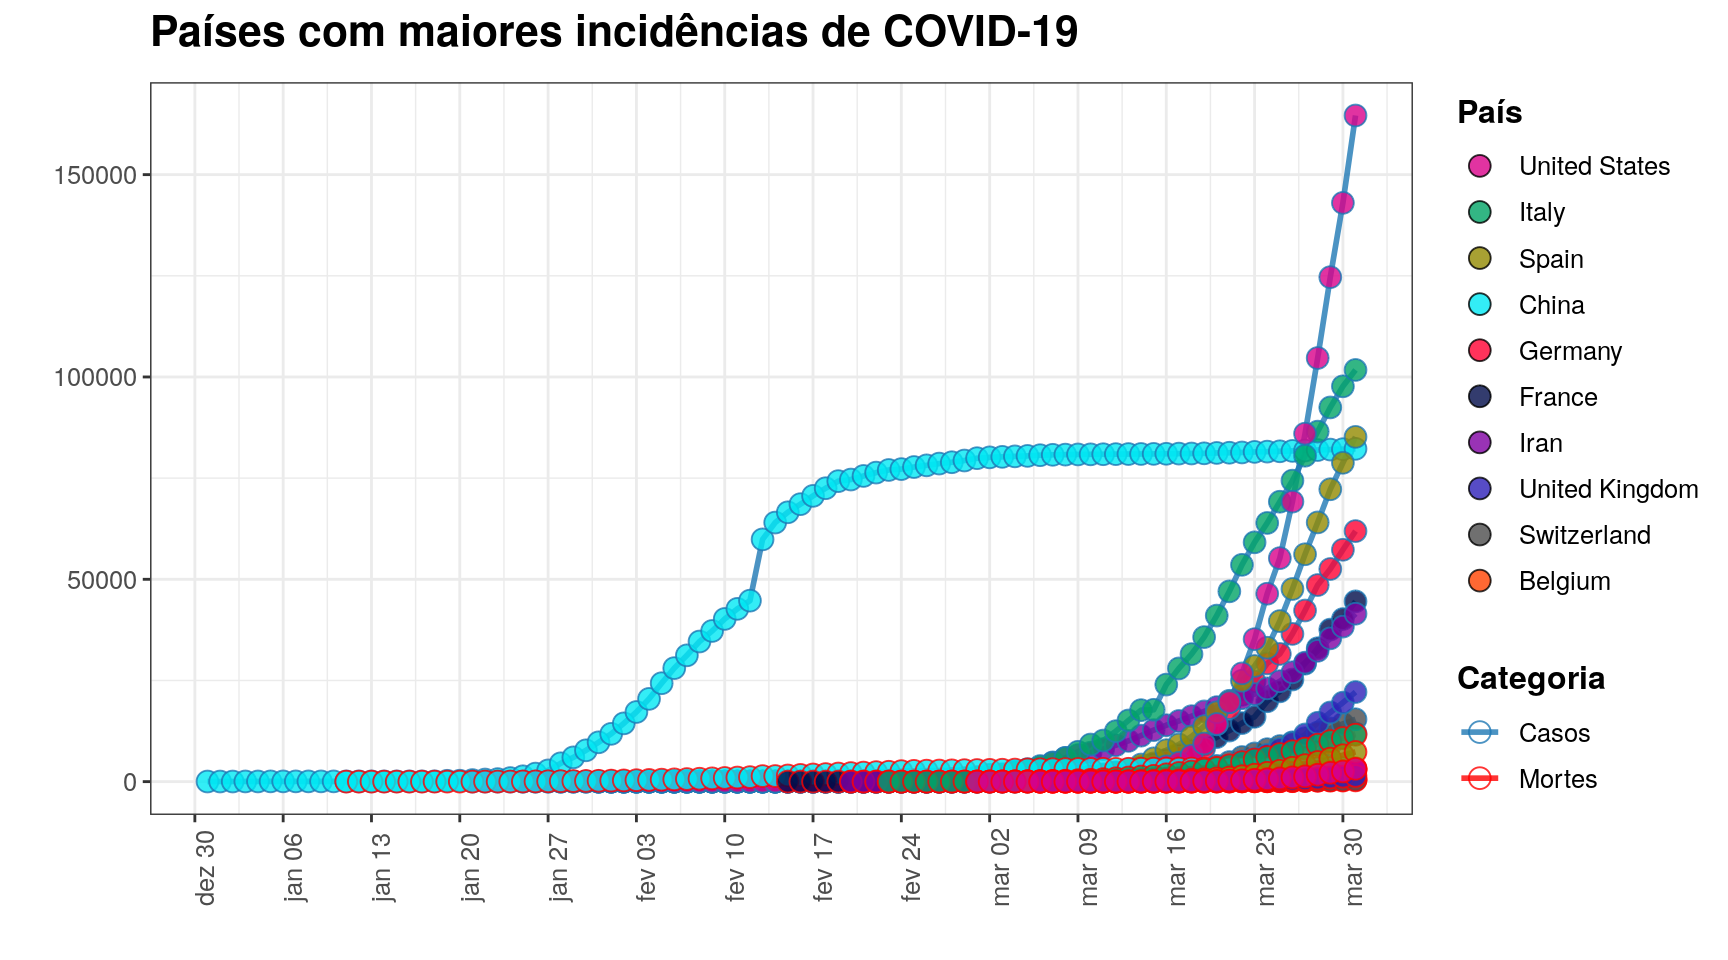 Países com maiores incidências de COVID-19
150000
100000
50000
0
dez 30
jan 06
jan 13
jan 20
jan 27
fev 03
fev 10
fev 17
fev 24
mar 02
mar 09
mar 16
mar 23
mar 30
País
United States
Italy
Spain
China
Germany
France
Iran
United Kingdom
Switzerland
Belgium
Categoria
Casos
Mortes